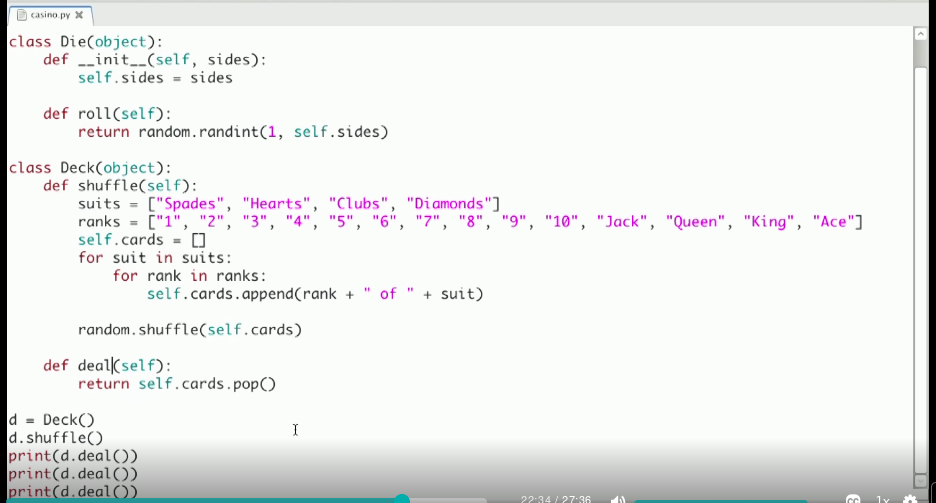 casino.py
class Die(object):
    def __init__(self, sides):
        self.sides = sides
    def roll(self):
        return random.randint(1, self.sides)
class Deck(object):
    def shuffle(self):
        suits = ["Spades", "Hearts", "Clubs", "Diamonds"]
        ranks = ["1", "2", "3", "4", "5", "6", "7", "8", "9", "10", "Jack", "Queen", "King", "Ace"]
        self.cards = []
        for suit in suits:
            for rank in ranks:
                self.cards.append(rank + " of " + suit)
        random.shuffle(self.cards)
    def deal(self):
        return self.cards.pop()
d = Deck()
d.shuffle()
print(d.deal())
print(d.deal())
print(d.deal())
22:34 / 27:36
CC
1x